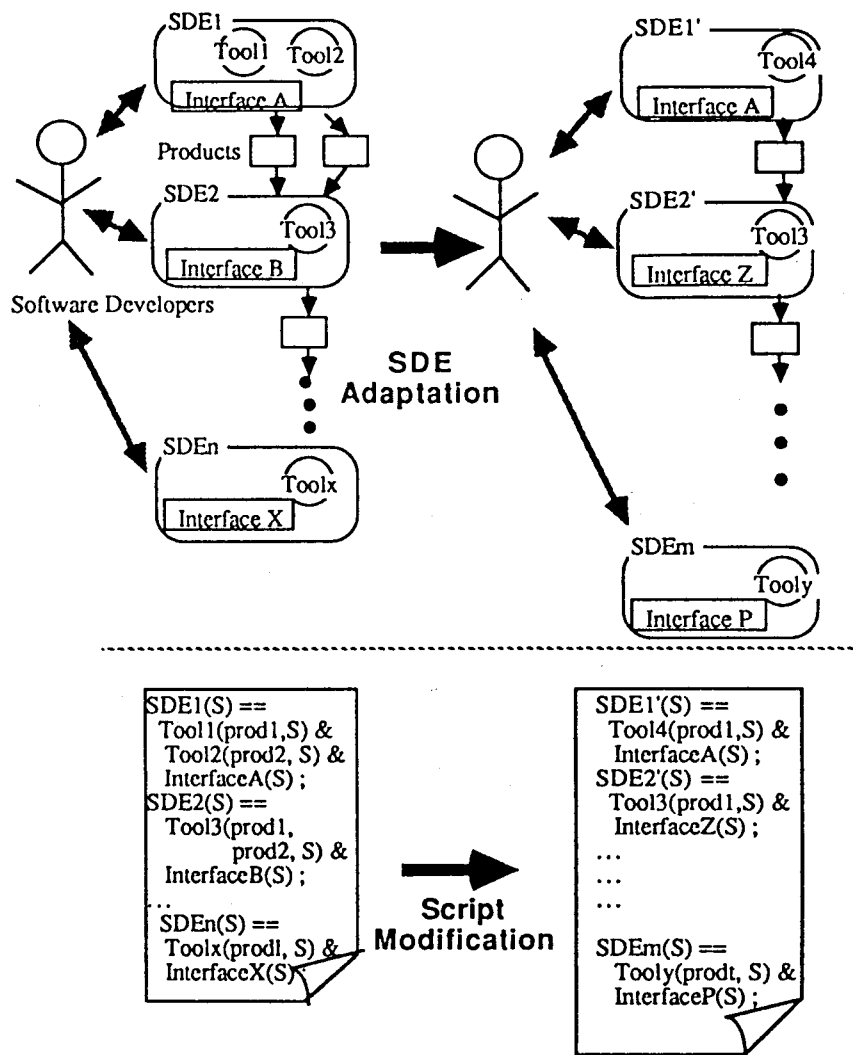 SDE1
Tool1
Tool2
Interface A
Products
SDE2
Tool3
Interface B
Software Developers
SDEn
Toolx
Interface X
SDE
Adaptation
SDE1'
Tool4
Interface A
SDE2'
Tool3
Interface Z
SDEm
Tooly
Interface P
SDE1(S) ==
Tool1(prod1,S) &
Tool2(prod2, S) &
InterfaceA(S) ;
SDE2(S) ==
Tool3(prod1,
prod2, S) &
InterfaceB(S) ;
...
SDEn(S) ==
Toolx(prodl, S) &
InterfaceX(S)
Script
Modification
SDE1'(S) ==
Tool4(prod1,S) &
InterfaceA(S) ;
SDE2'(S) ==
Tool3(prod1,S) &
InterfaceZ(S) ;
...
...
...
SDEm(S) ==
Tooly(prodt, S) &
InterfaceP(S) ;